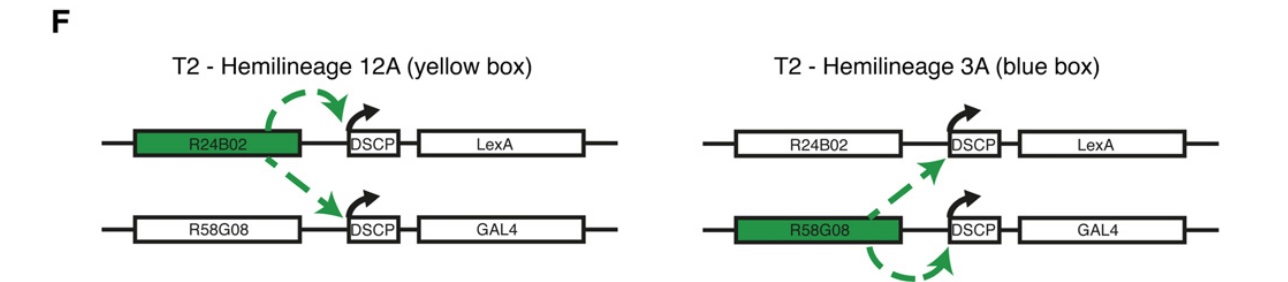 F
T2 - Hemilineage 12A (yellow box)
R24B02 DSCP LexA
R58G08 DSCP GAL4
T2 - Hemilineage 3A (blue box)
R24B02 DSCP LexA
R58G08 DSCP GAL4